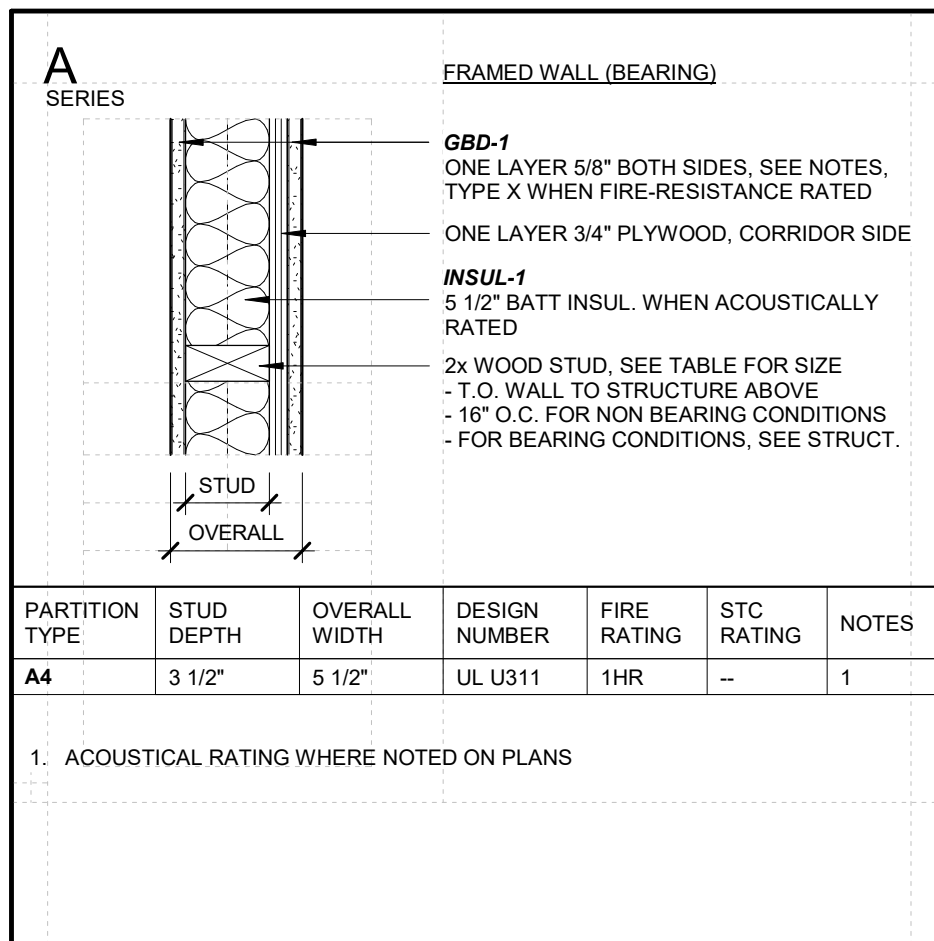 A
SERIES
FRAMED WALL (BEARING)
GBD-1
ONE LAYER 5/8" BOTH SIDES, SEE NOTES,
TYPE X WHEN FIRE-RESISTANCE RATED
ONE LAYER 3/4" PLYWOOD, CORRIDOR SIDE
INSUL-1
5 1/2" BATT INSUL. WHEN ACOUSTICALLY
RATED
2x WOOD STUD, SEE TABLE FOR SIZE
- T.O. WALL TO STRUCTURE ABOVE
- 16" O.C. FOR NON BEARING CONDITIONS
- FOR BEARING CONDITIONS, SEE STRUCT.
STUD
OVERALL
PARTITION TYPE STUD DEPTH OVERALL WIDTH DESIGN NUMBER FIRE RATING STC RATING NOTES
A4 3 1/2" 5 1/2" UL U311 1HR -- 1
1. ACOUSTICAL RATING WHERE NOTED ON PLANS